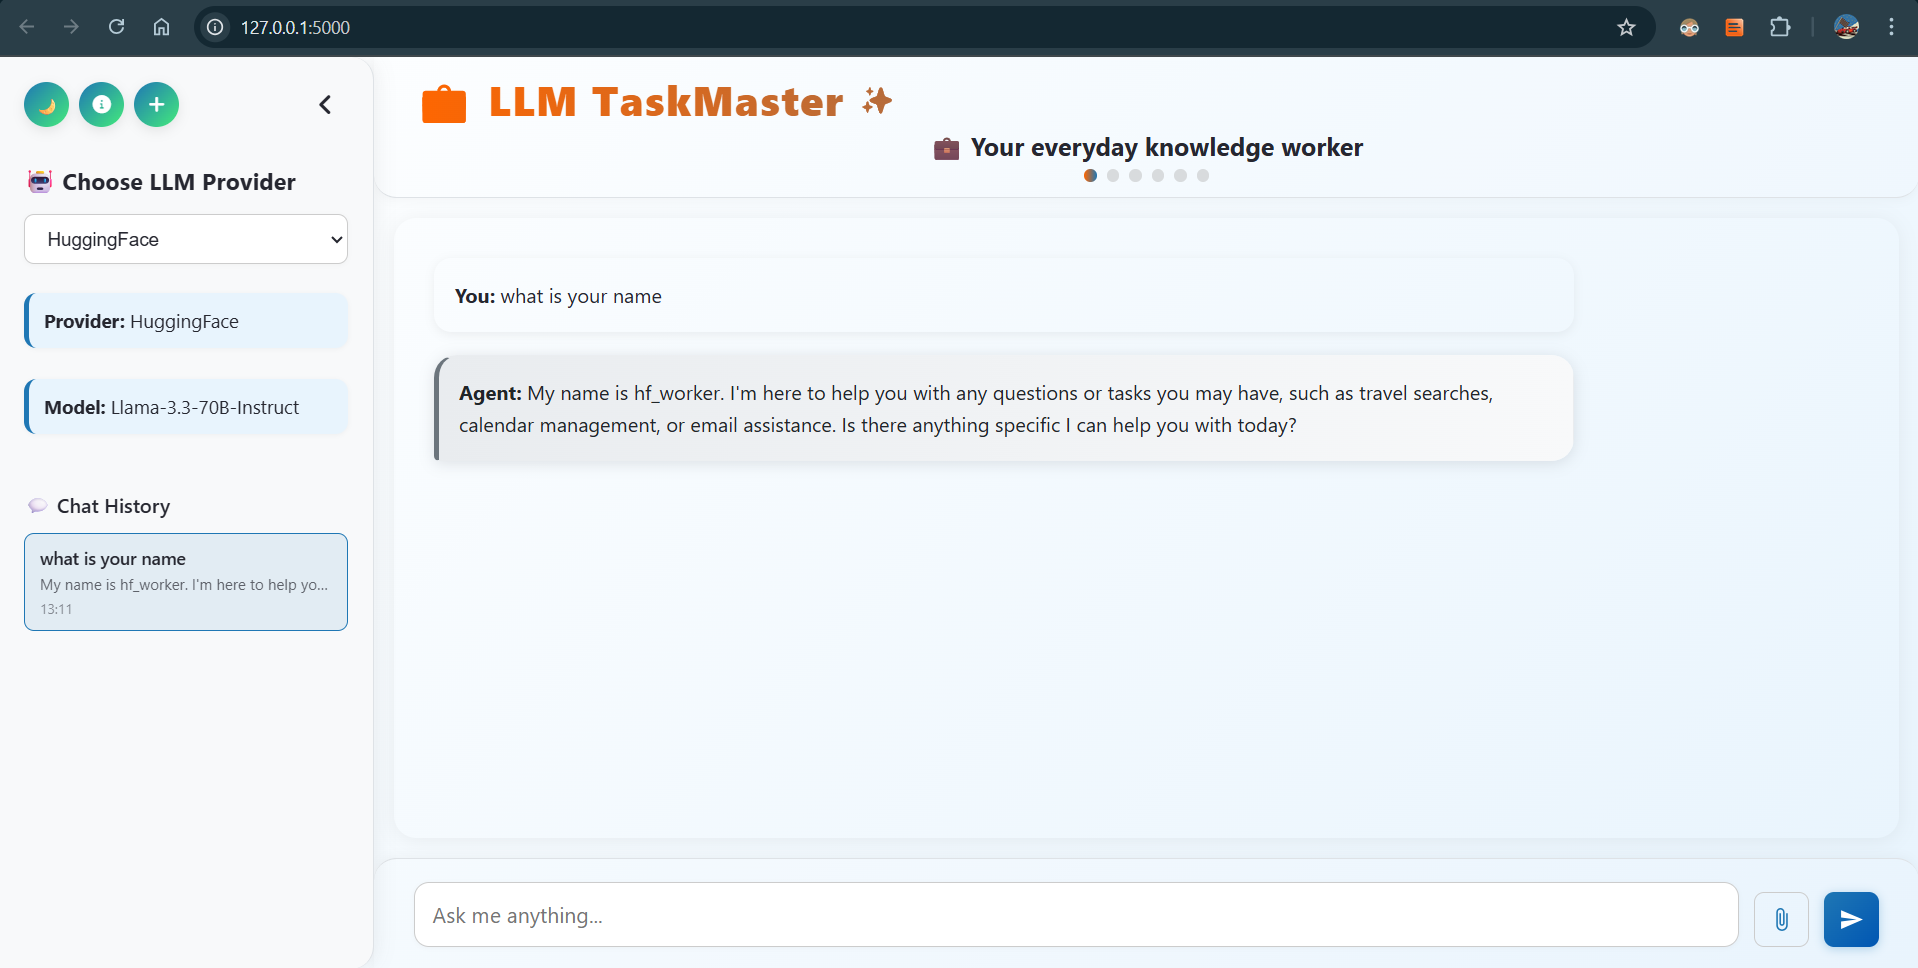 127.0.0.1:5000
LLM TaskMaster
Your everyday knowledge worker
Choose LLM Provider
HuggingFace
Provider: HuggingFace
Model: Llama-3.3-70B-Instruct
Chat History
what is your name
My name is hf_worker. I'm here to help yo...
13:11
You: what is your name
Agent: My name is hf_worker. I'm here to help you with any questions or tasks you may have, such as travel searches,
calendar management, or email assistance. Is there anything specific I can help you with today?
Ask me anything...